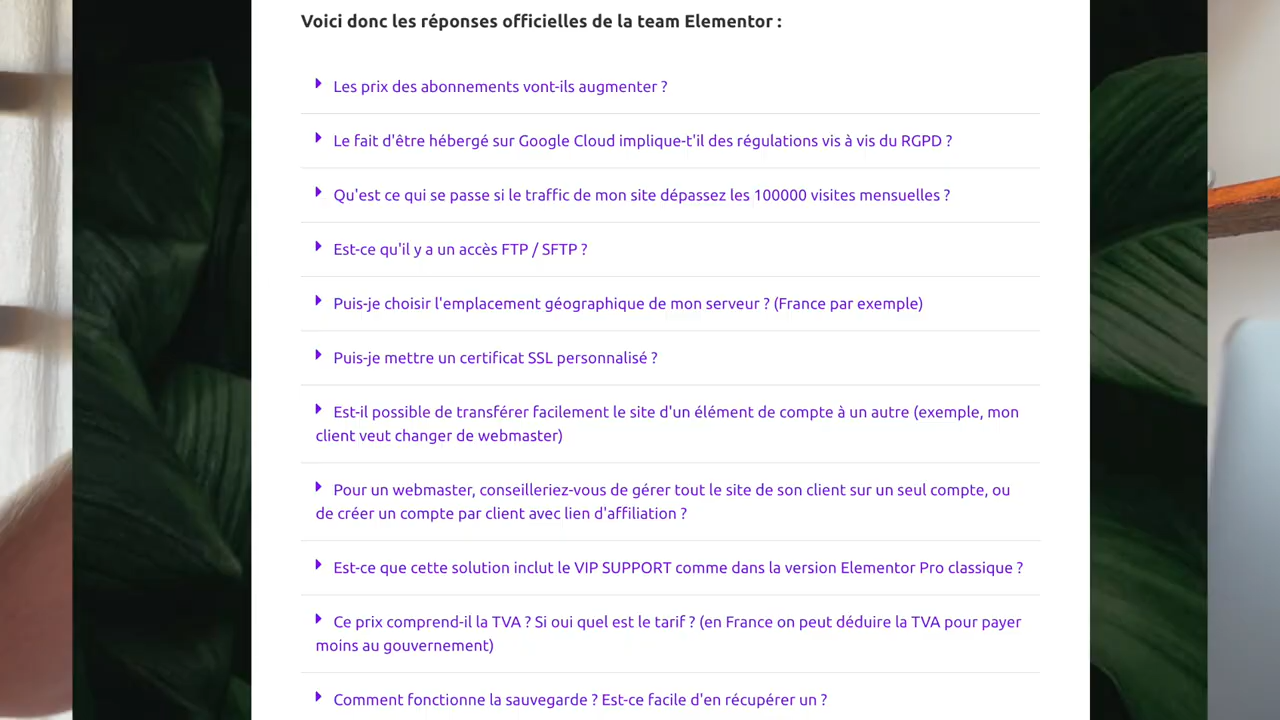 Voici donc les réponses officielles de la team Elementor :
Les prix des abonnements vont-ils augmenter ?
Le fait d'être hébergé sur Google Cloud implique-t'il des régulations vis à vis du RGPD ?
Qu'est ce qui se passe si le traffic de mon site dépassez les 100000 visites mensuelles ?
Est-ce qu'il y a un accès FTP / SFTP ?
Puis-je choisir l'emplacement géographique de mon serveur ? (France par exemple)
Puis-je mettre un certificat SSL personnalisé ?
Est-il possible de transférer facilement le site d'un élément de compte à un autre (exemple, mon
client veut changer de webmaster)
Pour un webmaster, conseilleriez-vous de gérer tout le site de son client sur un seul compte, ou
de créer un compte par client avec lien d'affiliation ?
Est-ce que cette solution inclut le VIP SUPPORT comme dans la version Elementor Pro classique ?
Ce prix comprend-il la TVA ? Si oui quel est le tarif ? (en France on peut déduire la TVA pour payer
moins au gouvernement)
Comment fonctionne la sauvegarde ? Est-ce facile d'en récupérer un ?